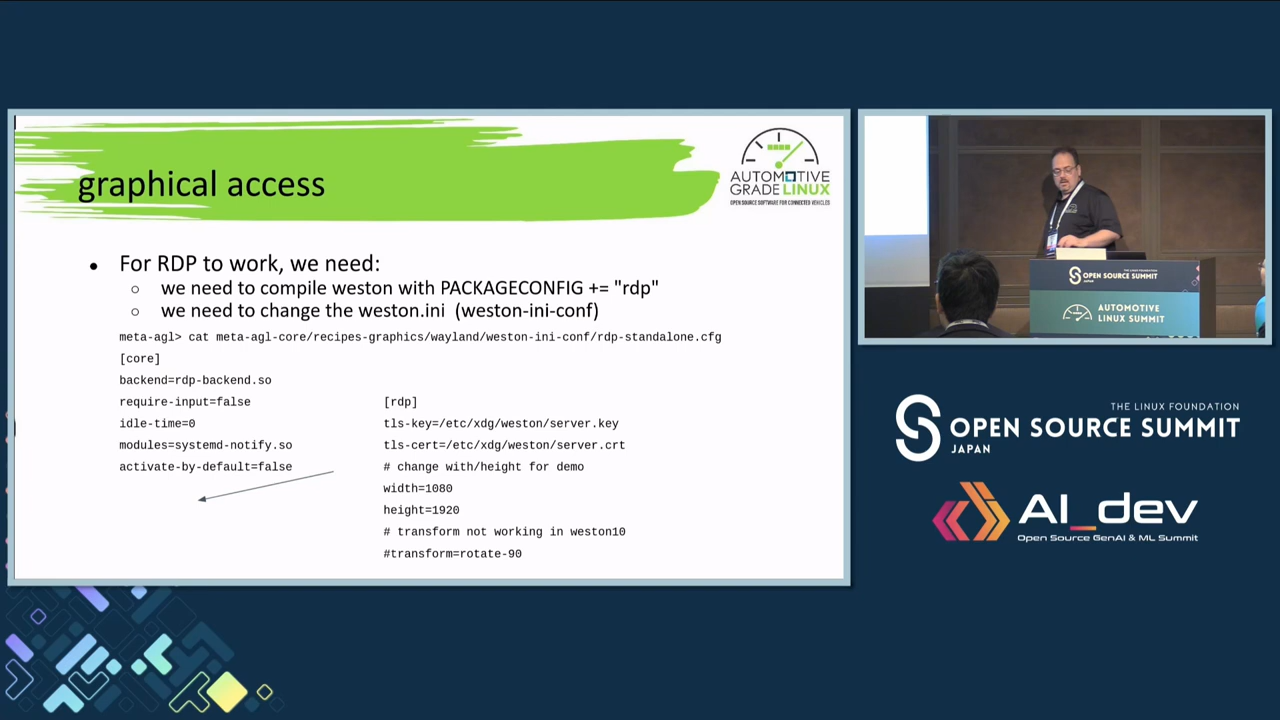 graphical access
AUTOMOTIVE
GRADE LINUX
OPEN SOURCE SOFTWARE FOR CONNECTED VEHICLES
● For RDP to work, we need:
○ we need to compile weston with PACKAGECONFIG += "rdp"
○ we need to change the weston.ini (weston-ini-conf)
meta-agl> cat meta-agl-core/recipes-graphics/wayland/weston-ini-conf/rdp-standalone.cfg
[core]
backend=rdp-backend.so
require-input=false
idle-time=0
modules=systemd-notify.so
activate-by-default=false
[rdp]
tls-key=/etc/xdg/weston/server.key
tls-cert=/etc/xdg/weston/server.crt
# change with/height for demo
width=1080
height=1920
# transform not working in weston10
#transform=rotate-90
THE LINUX FOUNDATION
OPEN SOURCE SUMMIT
JAPAN
AUTOMOTIVE
LINUX SUMMIT
THE LINUX FOUNDATION
OPEN SOURCE SUMMIT
JAPAN
AI_dev
Open Source GenAI & ML Summit